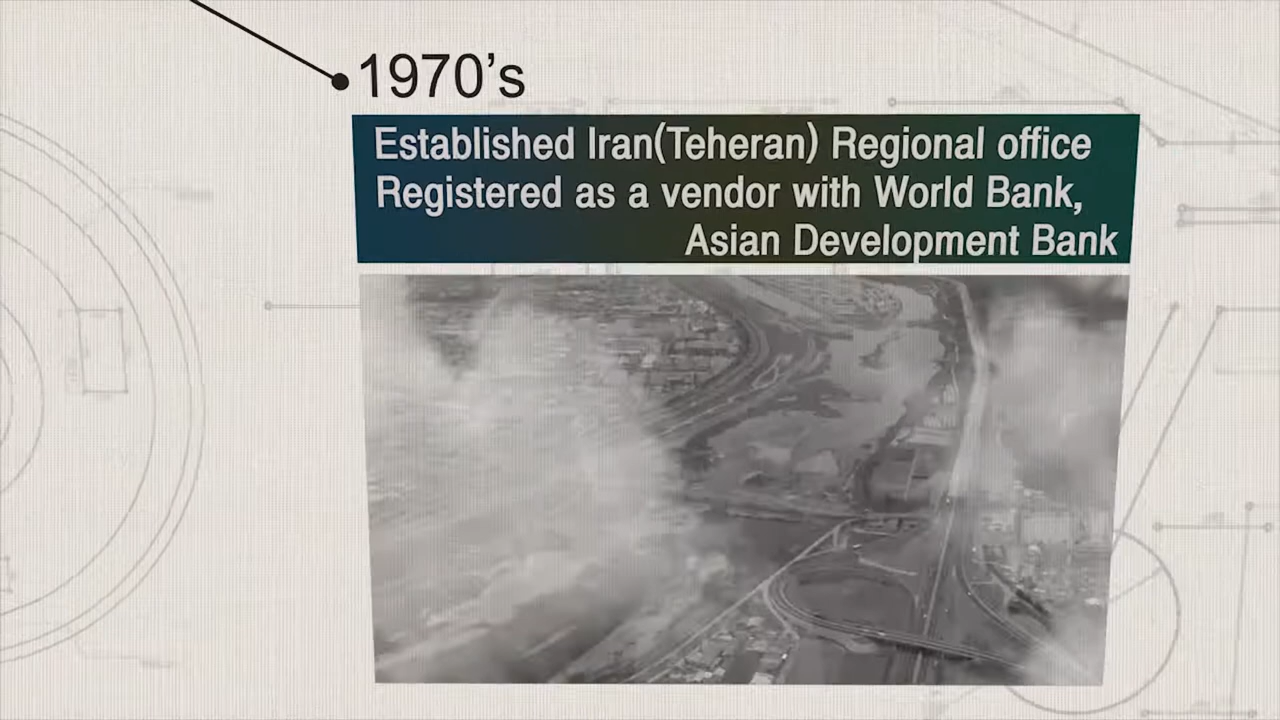 1970’s
Established Iran(Teheran) Regional office
Registered as a vendor with World Bank,
Asian Development Bank